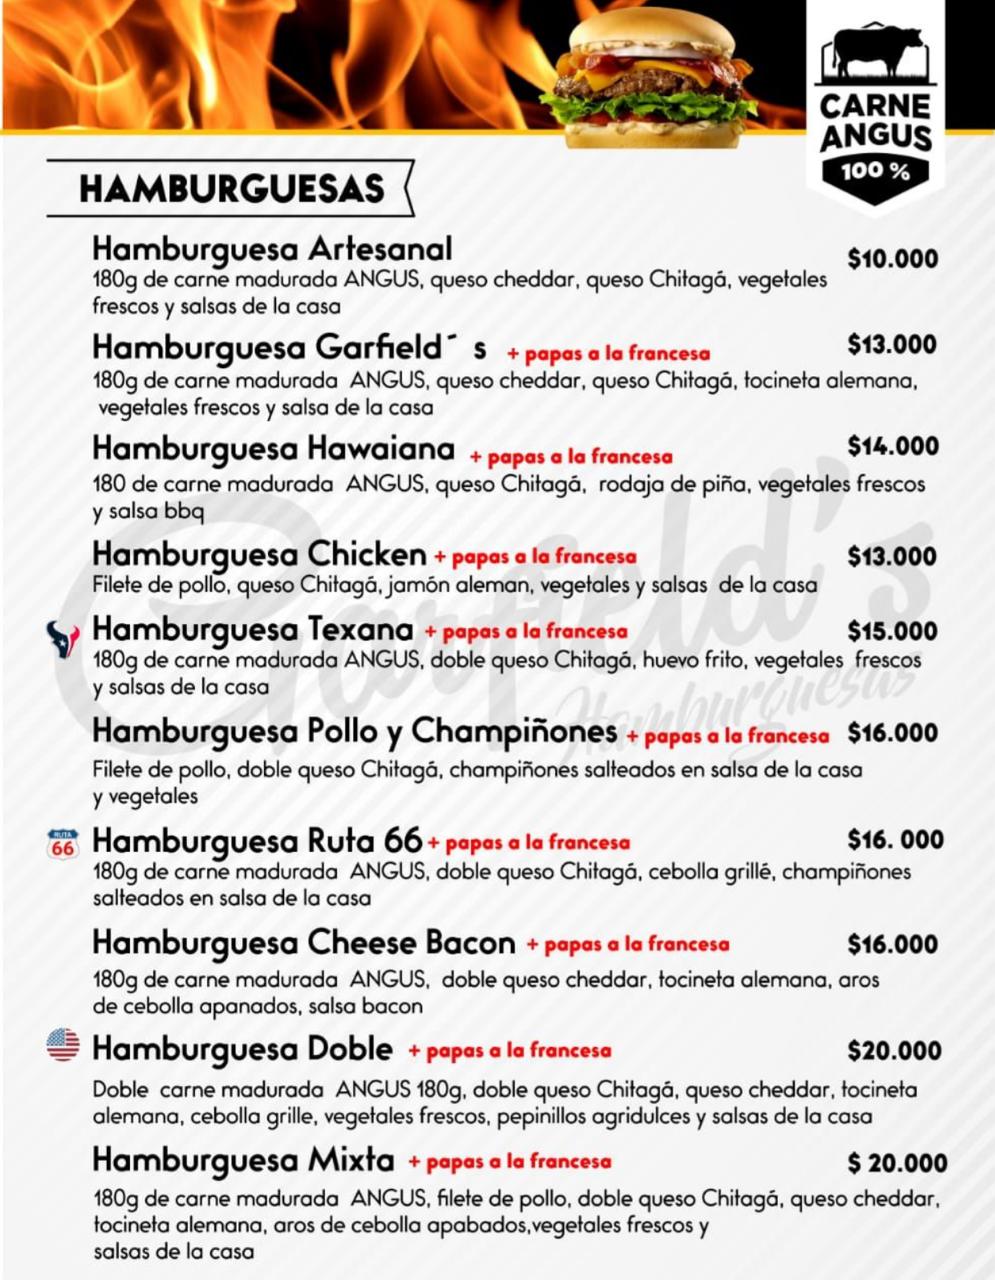 CARNE
ANGUS
100 %
HAMBURGUESAS
Hamburguesa Artesanal $10.000
180g de carne madurada ANGUS, queso cheddar, queso Chitagá, vegetales
frescos y salsas de la casa
Hamburguesa Garfield´ s + papas a la francesa $13.000
180g de carne madurada ANGUS, queso cheddar, queso Chitagá, tocineta alemana,
vegetales frescos y salsa de la casa
Hamburguesa Hawaiana + papas a la francesa $14.000
180 de carne madurada ANGUS, queso Chitagá, rodaja de piña, vegetales frescos
y salsa bbq
Hamburguesa Chicken + papas a la francesa $13.000
Filete de pollo, queso Chitagá, jamón aleman, vegetales y salsas de la casa
Hamburguesa Texana + papas a la francesa $15.000
180g de carne madurada ANGUS, doble queso Chitagá, huevo frito, vegetales frescos
y salsas de la casa
Garfield's
Hamburguesas
Hamburguesa Pollo y Champiñones + papas a la francesa $16.000
Filete de pollo, doble queso Chitagá, champiñones salteados en salsa de la casa
y vegetales
RUTA
66
Hamburguesa Ruta 66 + papas a la francesa $16. 000
180g de carne madurada ANGUS, doble queso Chitagá, cebolla grillé, champiñones
salteados en salsa de la casa
Hamburguesa Cheese Bacon + papas a la francesa $16.000
180g de carne madurada ANGUS, doble queso cheddar, tocineta alemana, aros
de cebolla apanados, salsa bacon
Hamburguesa Doble + papas a la francesa $20.000
Doble carne madurada ANGUS 180g, doble queso Chitagá, queso cheddar, tocineta
alemana, cebolla grille, vegetales frescos, pepinillos agridulces y salsas de la casa
Hamburguesa Mixta + papas a la francesa $ 20.000
180g de carne madurada ANGUS, filete de pollo, doble queso Chitagá, queso cheddar,
tocineta alemana, aros de cebolla apabados,vegetales frescos y
salsas de la casa